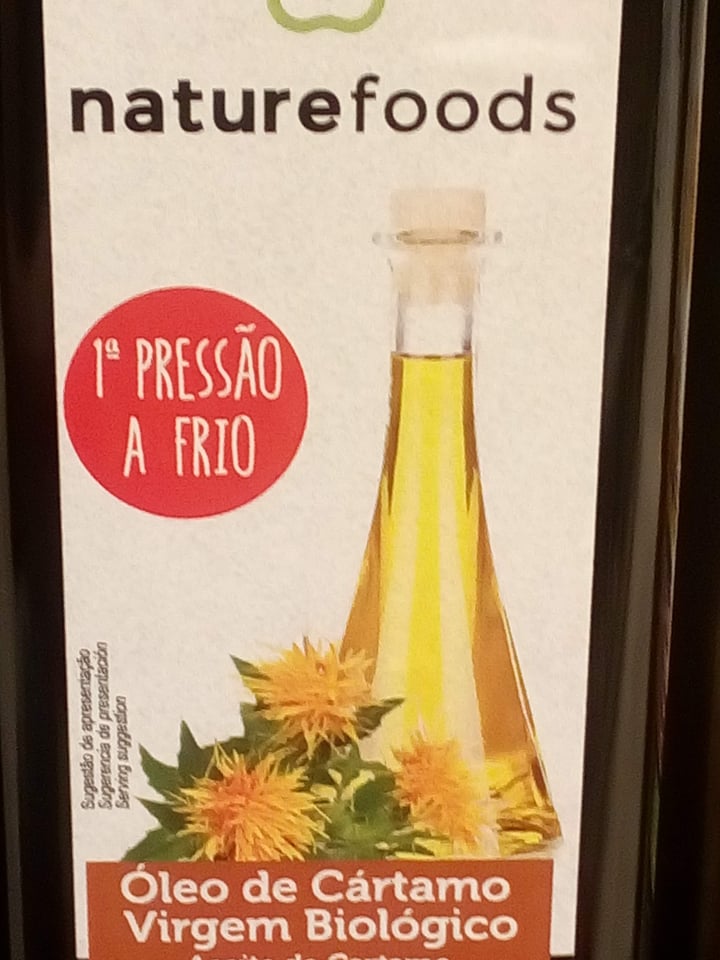 naturefoods
1ª PRESSÃO
A FRIO
Sugestão de apresentação
Sugerencia de presentación
Serving suggestion
Óleo de Cártamo
Virgem Biológico